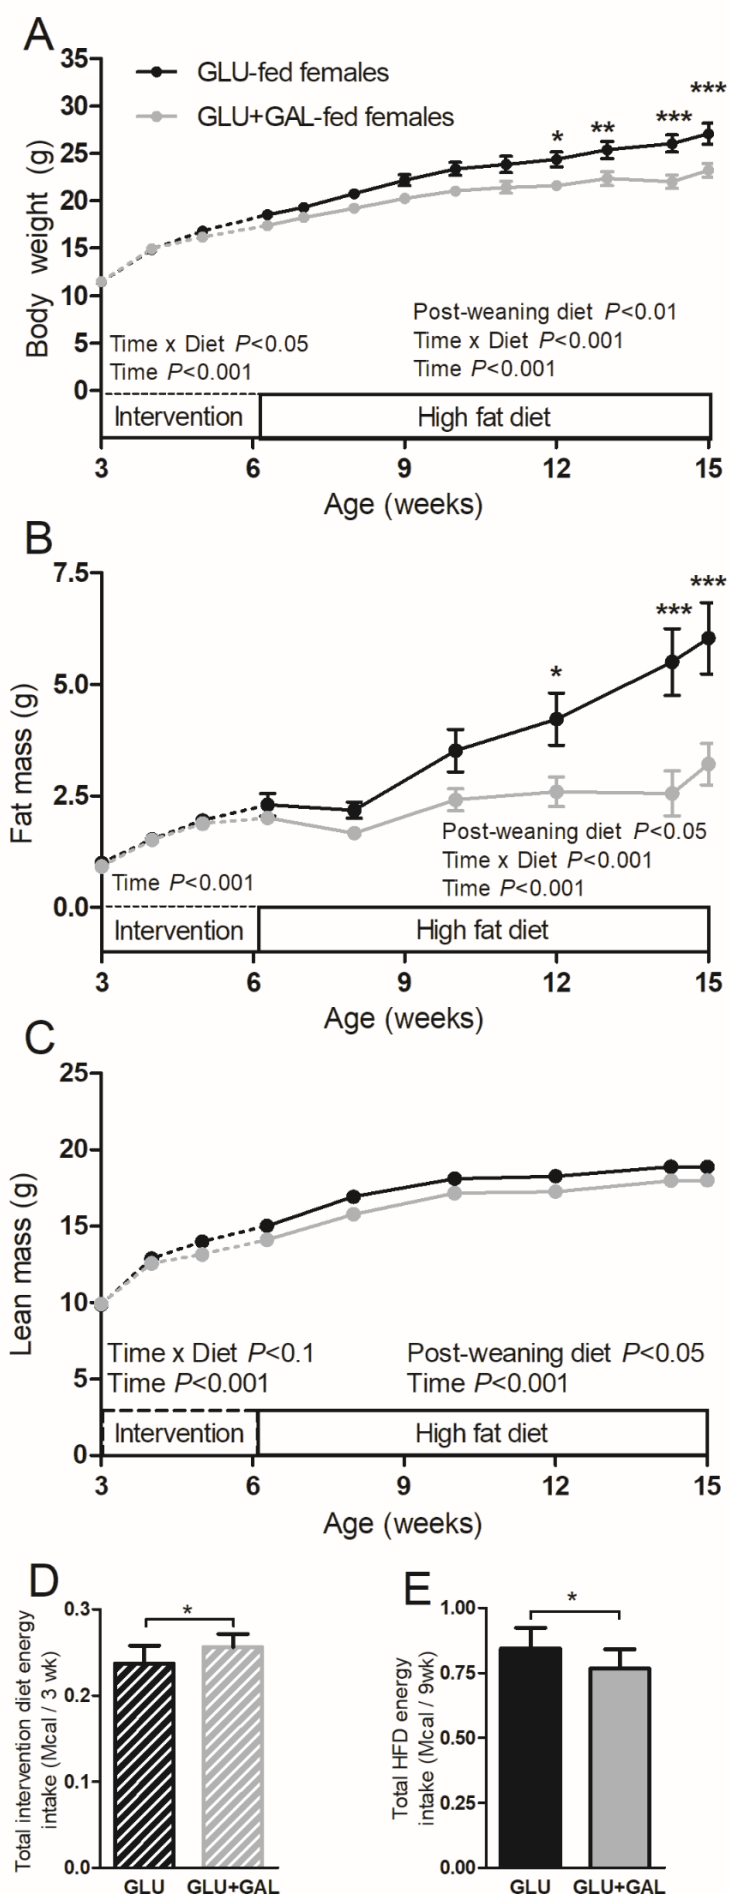 A
35
30
25
20
15
10
5
0
Body weight (g)
GLU-fed females
GLU+GAL-fed females
* ** *** ***
Time x Diet P<0.05
Time P<0.001
Post-weaning diet P<0.01
Time x Diet P<0.001
Time P<0.001
Intervention High fat diet
3 6 9 12 15
Age (weeks)
B
7.5
5.0
2.5
0.0
Fat mass (g)
* *** ***
Time P<0.001
Post-weaning diet P<0.05
Time x Diet P<0.001
Time P<0.001
Intervention High fat diet
3 6 9 12 15
Age (weeks)
C
25
20
15
10
5
0
Lean mass (g)
Time x Diet P<0.1
Time P<0.001
Post-weaning diet P<0.05
Time P<0.001
Intervention High fat diet
3 6 9 12 15
Age (weeks)
D
Total intervention diet energy
intake (Mcal / 3 wk)
0.3
0.2
0.1
0.0
*
GLU GLU+GAL
E
Total HFD energy
intake (Mcal / 9wk)
1.00
0.75
0.50
0.25
0.00
*
GLU GLU+GAL